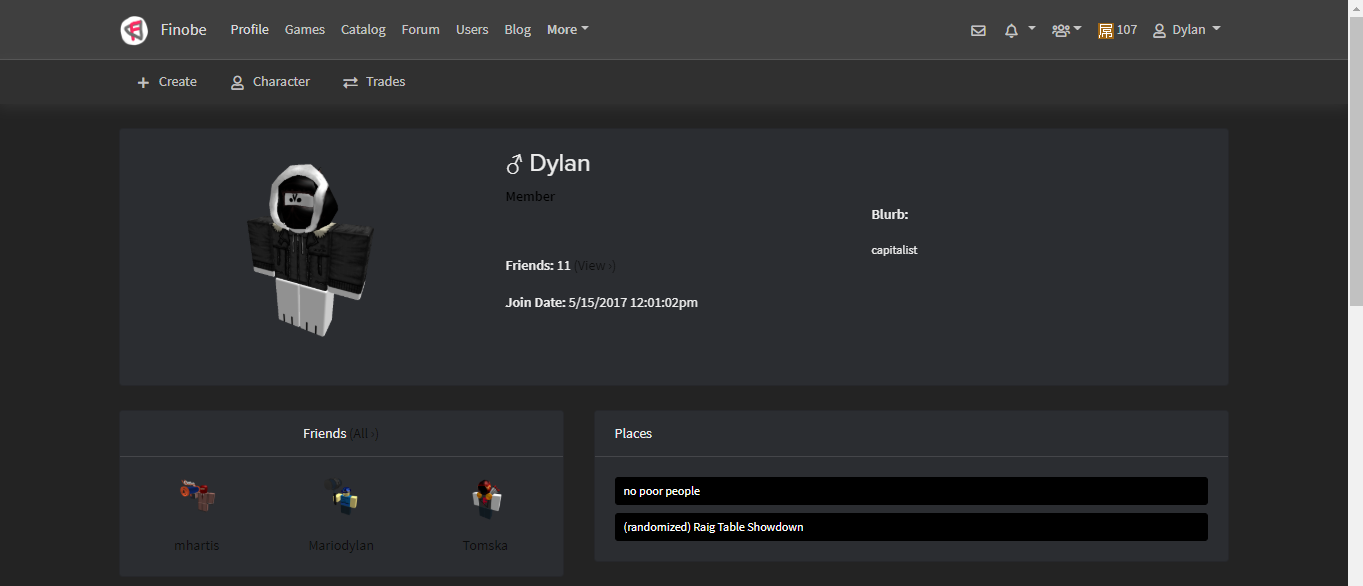 Finobe Profile Games Catalog Forum Users Blog More 107 Dylan
Create Character Trades
Dylan
Member
Friends: 11 (View ›)
Join Date: 5/15/2017 12:01:02pm
Blurb:
capitalist
Friends (All ›)
mhartis Mariodylan Tomska
Places
no poor people
(randomized) Raig Table Showdown